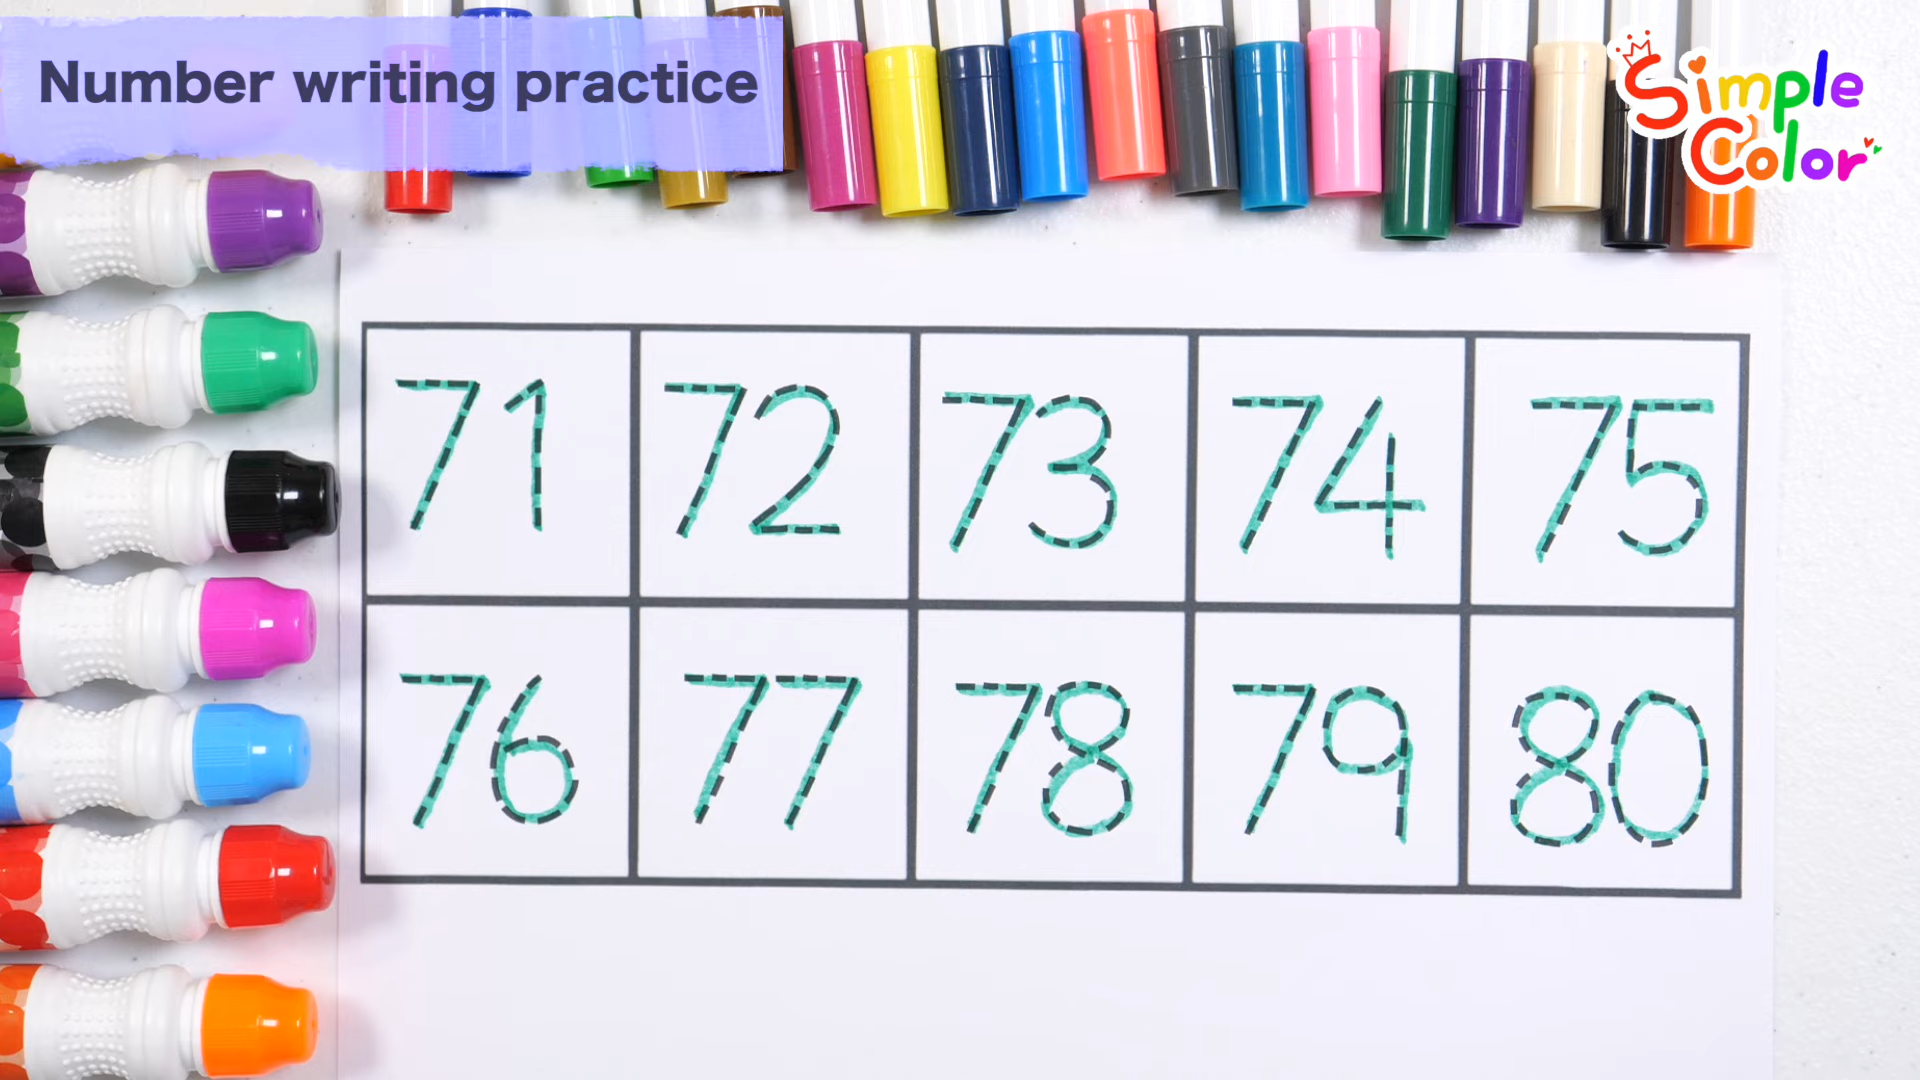 Number writing practice
Simple
Color
71 72 73 74 75
76 77 78 79 80